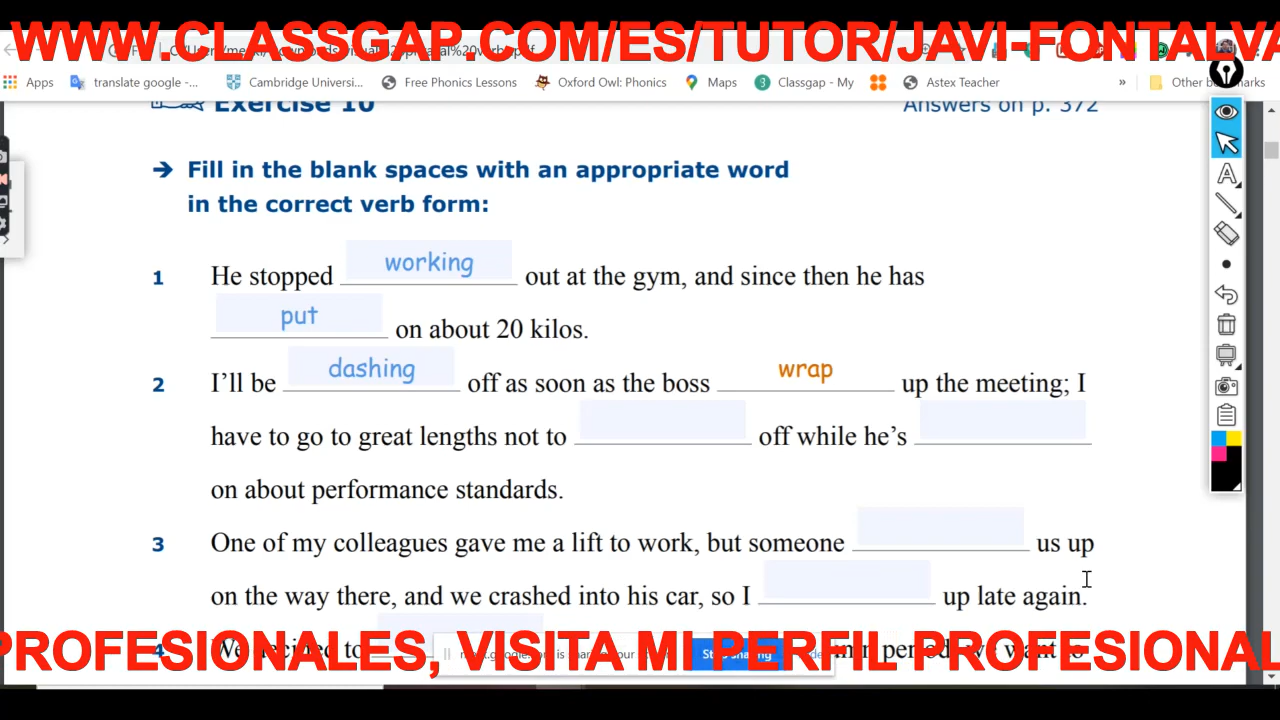 WWW.CLASSGAP.COM/ES/TUTOR/JAVI-FONTALVA
Apps translate google -... Cambridge Universi... Free Phonics Lessons Oxford Owl: Phonics Maps Classgap - My Astex Teacher » Other bookmarks
Exercise 10 Answers on p. 372
→ Fill in the blank spaces with an appropriate word
in the correct verb form:
1 He stopped working out at the gym, and since then he has
put on about 20 kilos.
2 I'll be dashing off as soon as the boss wrap up the meeting; I
have to go to great lengths not to off while he's
on about performance standards.
3 One of my colleagues gave me a lift to work, but someone us up
on the way there, and we crashed into his car, so I up late again.
4 We decided to
PROFESIONALES, VISITA MI PERFIL PROFESIONAL